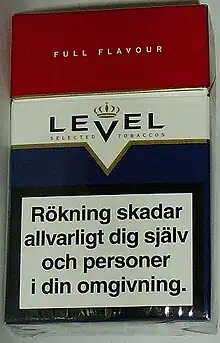 FULL FLAVOUR
LEVEL
SELECTED TOBACCOS
Rökning skadar
allvarligt dig själv
och personer
i din omgivning.